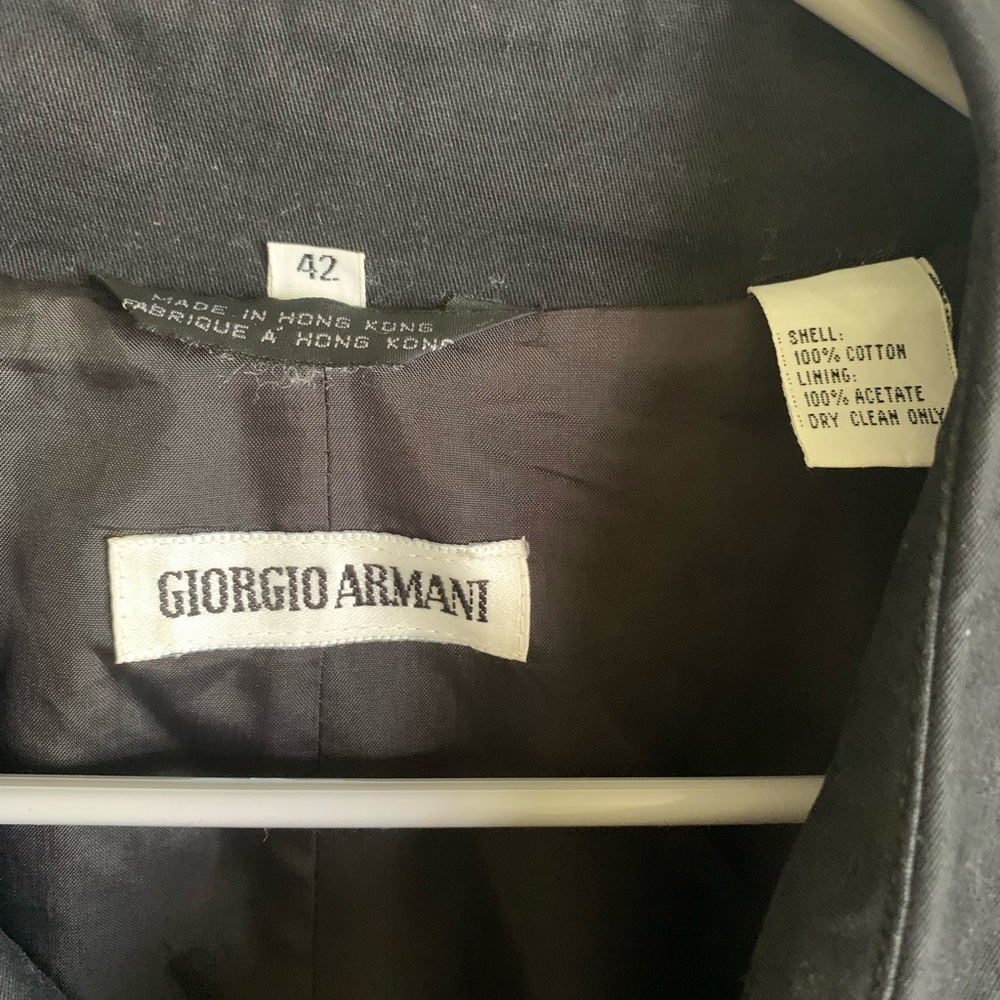 42
MADE IN HONG KONG
FABRIQUE A' HONG KONG
SHELL:
100% COTTON
LINING:
100% ACETATE
DRY CLEAN ONLY
GIORGIO ARMANI